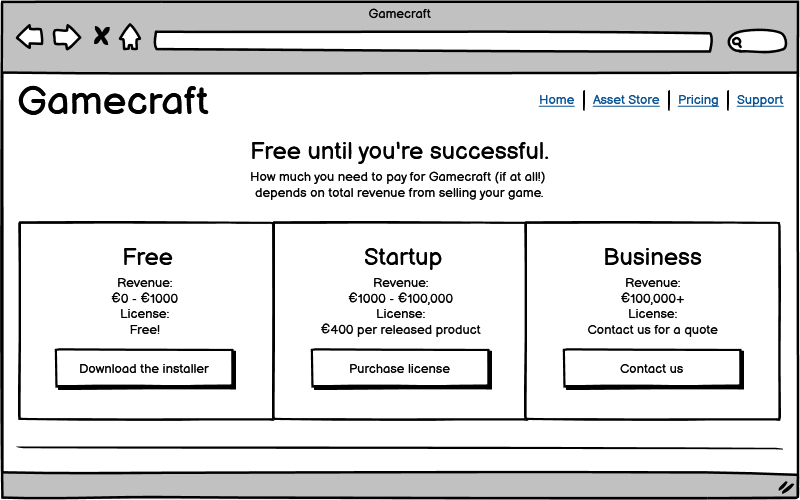 Gamecraft
Gamecraft
Home | Asset Store | Pricing | Support
Free until you're successful.
How much you need to pay for Gamecraft (if at all!)
depends on total revenue from selling your game.
Free
Revenue:
€0 - €1000
License:
Free!
Download the installer
Startup
Revenue:
€1000 - €100,000
License:
€400 per released product
Purchase license
Business
Revenue:
€100,000+
License:
Contact us for a quote
Contact us